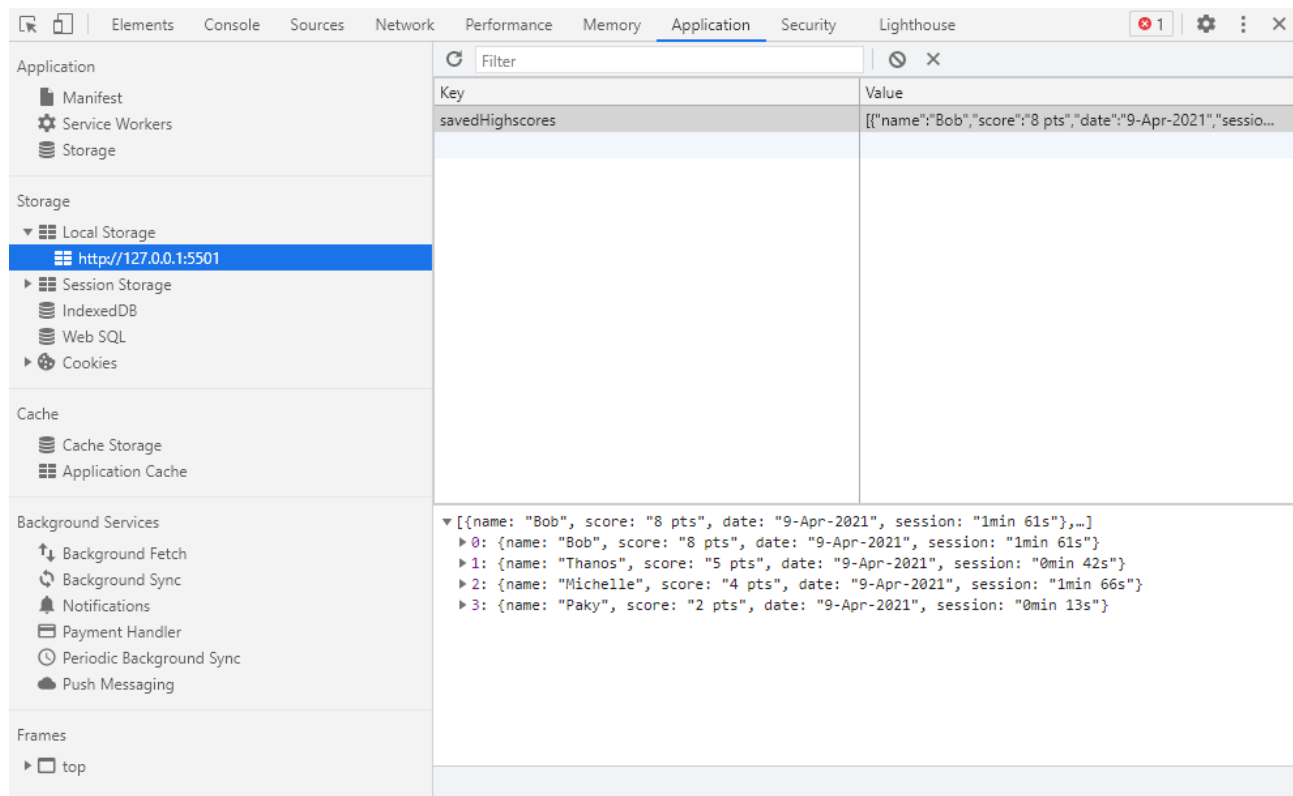 Elements Console Sources Network Performance Memory Application Security Lighthouse 1
Application
Manifest
Service Workers
Storage
Storage
Local Storage
http://127.0.0.1:5501
Session Storage
IndexedDB
Web SQL
Cookies
Cache
Cache Storage
Application Cache
Background Services
Background Fetch
Background Sync
Notifications
Payment Handler
Periodic Background Sync
Push Messaging
Frames
top
Filter
Key Value
savedHighscores [{"name":"Bob","score":"8 pts","date":"9-Apr-2021","sessio...
[{name: "Bob", score: "8 pts", date: "9-Apr-2021", session: "1min 61s"},…]
0: {name: "Bob", score: "8 pts", date: "9-Apr-2021", session: "1min 61s"}
1: {name: "Thanos", score: "5 pts", date: "9-Apr-2021", session: "0min 42s"}
2: {name: "Michelle", score: "4 pts", date: "9-Apr-2021", session: "1min 66s"}
3: {name: "Paky", score: "2 pts", date: "9-Apr-2021", session: "0min 13s"}